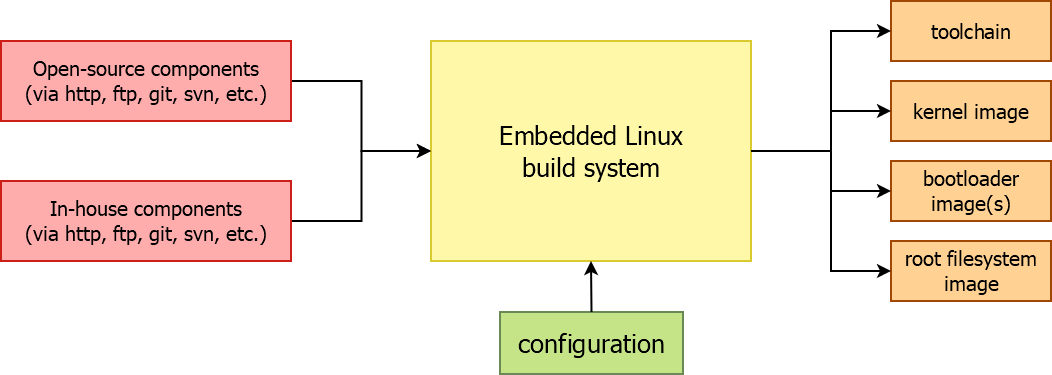 Open-source components
(via http, ftp, git, svn, etc.)
In-house components
(via http, ftp, git, svn, etc.)
Embedded Linux
build system
configuration
toolchain
kernel image
bootloader
image(s)
root filesystem
image